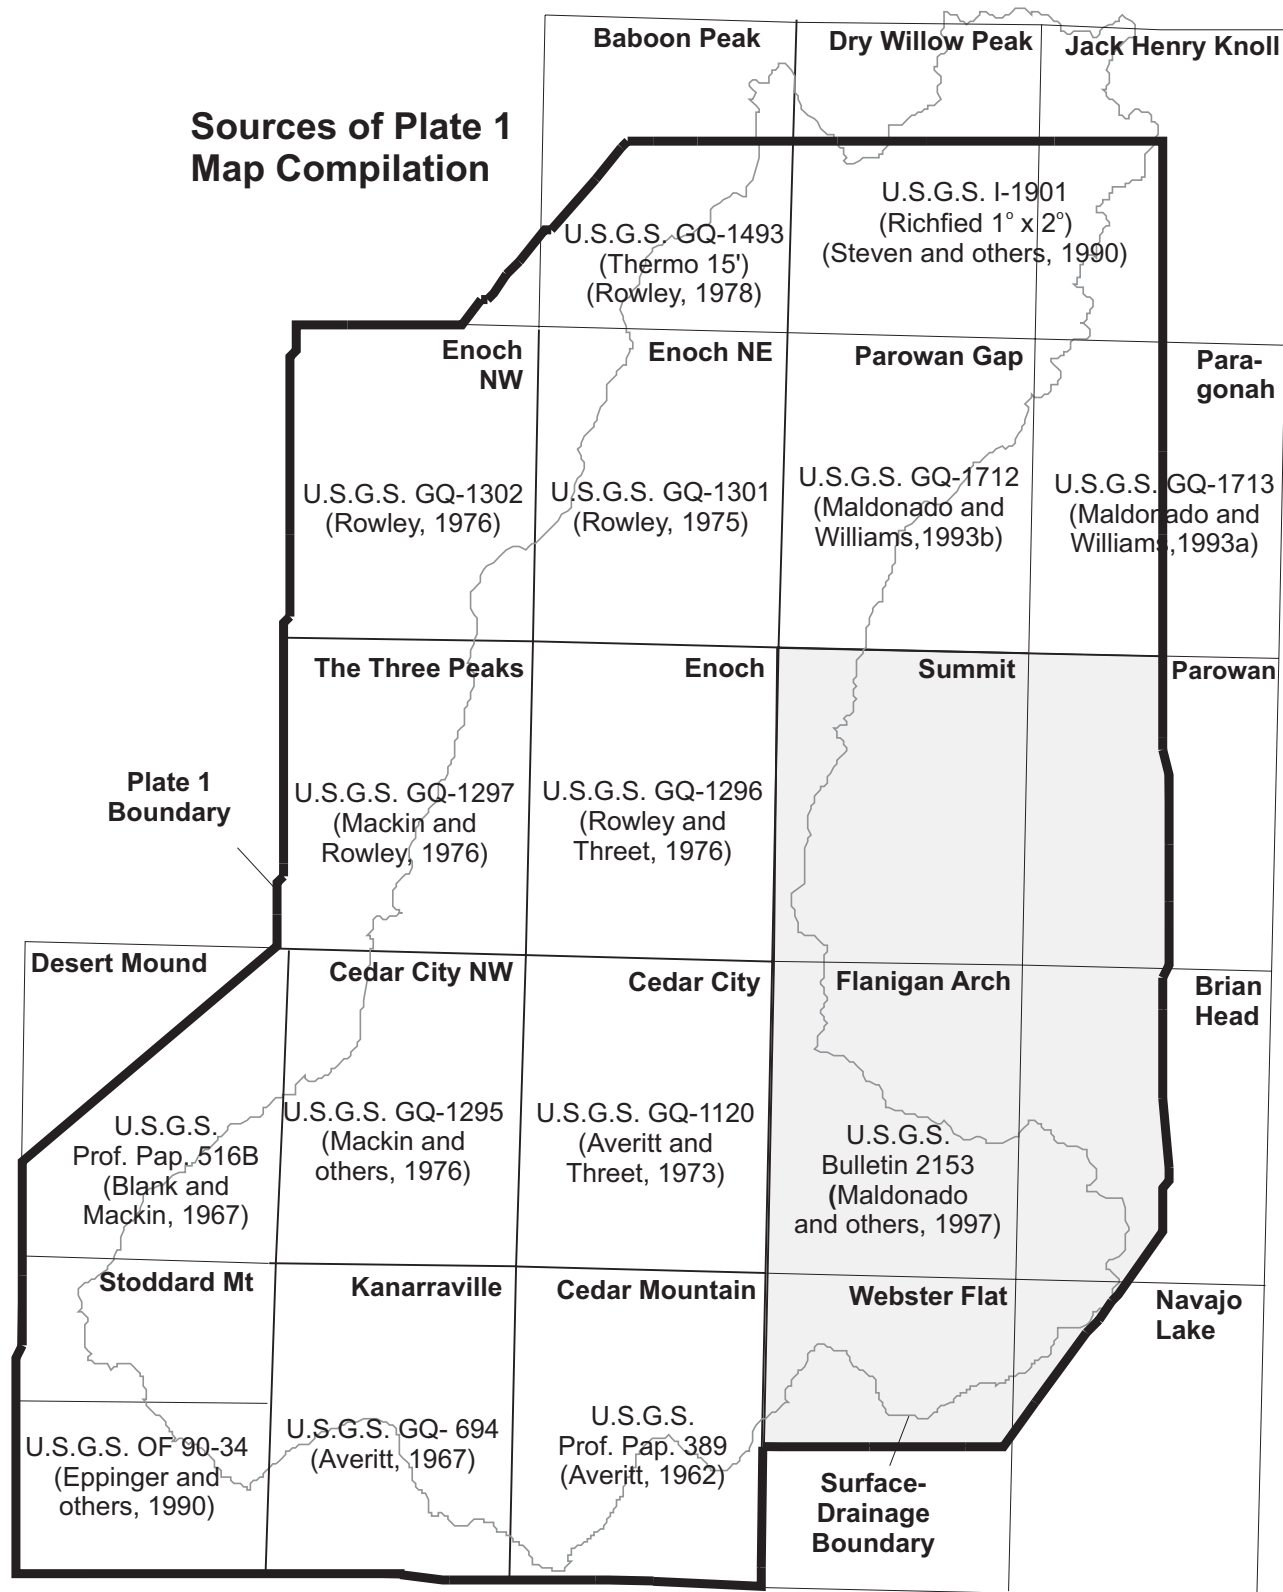 Baboon Peak
Dry Willow Peak
Jack Henry Knoll
Sources of Plate 1
Map Compilation
U.S.G.S. GQ-1493
(Thermo 15')
(Rowley, 1978)
U.S.G.S. I-1901
(Richfied 1° x 2°)
(Steven and others, 1990)
Enoch
NW
Enoch NE
Parowan Gap
Para-
gonah
U.S.G.S. GQ-1302
(Rowley, 1976)
U.S.G.S. GQ-1301
(Rowley, 1975)
U.S.G.S. GQ-1712
(Maldonado and
Williams,1993b)
U.S.G.S. GQ-1713
(Maldonado and
Williams,1993a)
The Three Peaks
Enoch
Summit
Parowan
Plate 1
Boundary
U.S.G.S. GQ-1297
(Mackin and
Rowley, 1976)
U.S.G.S. GQ-1296
(Rowley and
Threet, 1976)
Desert Mound
Cedar City NW
Cedar City
Flanigan Arch
Brian
Head
U.S.G.S.
Prof. Pap. 516B
(Blank and
Mackin, 1967)
U.S.G.S. GQ-1295
(Mackin and
others, 1976)
U.S.G.S. GQ-1120
(Averitt and
Threet, 1973)
U.S.G.S.
Bulletin 2153
(Maldonado
and others, 1997)
Stoddard Mt
Kanarraville
Cedar Mountain
Webster Flat
Navajo
Lake
U.S.G.S. OF 90-34
(Eppinger and
others, 1990)
U.S.G.S. GQ- 694
(Averitt, 1967)
U.S.G.S.
Prof. Pap. 389
(Averitt, 1962)
Surface-
Drainage
Boundary